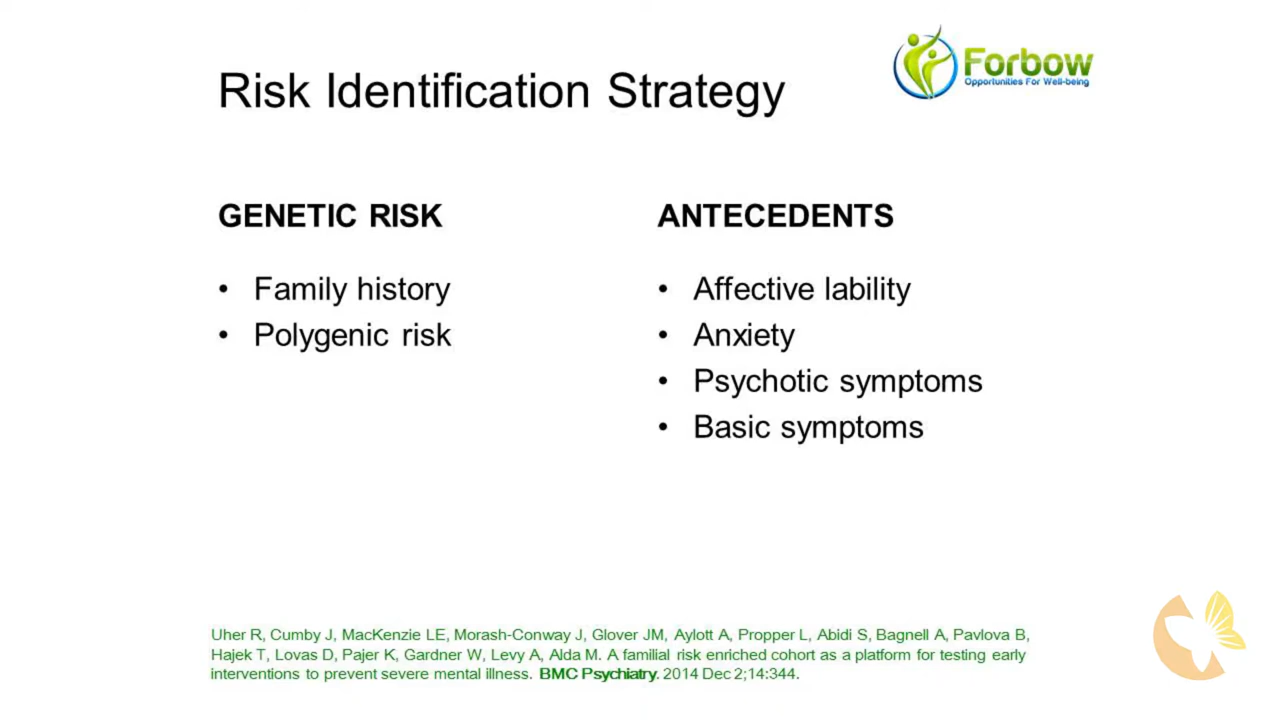 Forbow
Opportunities For Well-being
Risk Identification Strategy
GENETIC RISK
• Family history
• Polygenic risk
ANTECEDENTS
• Affective lability
• Anxiety
• Psychotic symptoms
• Basic symptoms
Uher R, Cumby J, MacKenzie LE, Morash-Conway J, Glover JM, Aylott A, Propper L, Abidi S, Bagnell A, Pavlova B,
Hajek T, Lovas D, Pajer K, Gardner W, Levy A, Alda M. A familial risk enriched cohort as a platform for testing early
interventions to prevent severe mental illness. BMC Psychiatry. 2014 Dec 2;14:344.